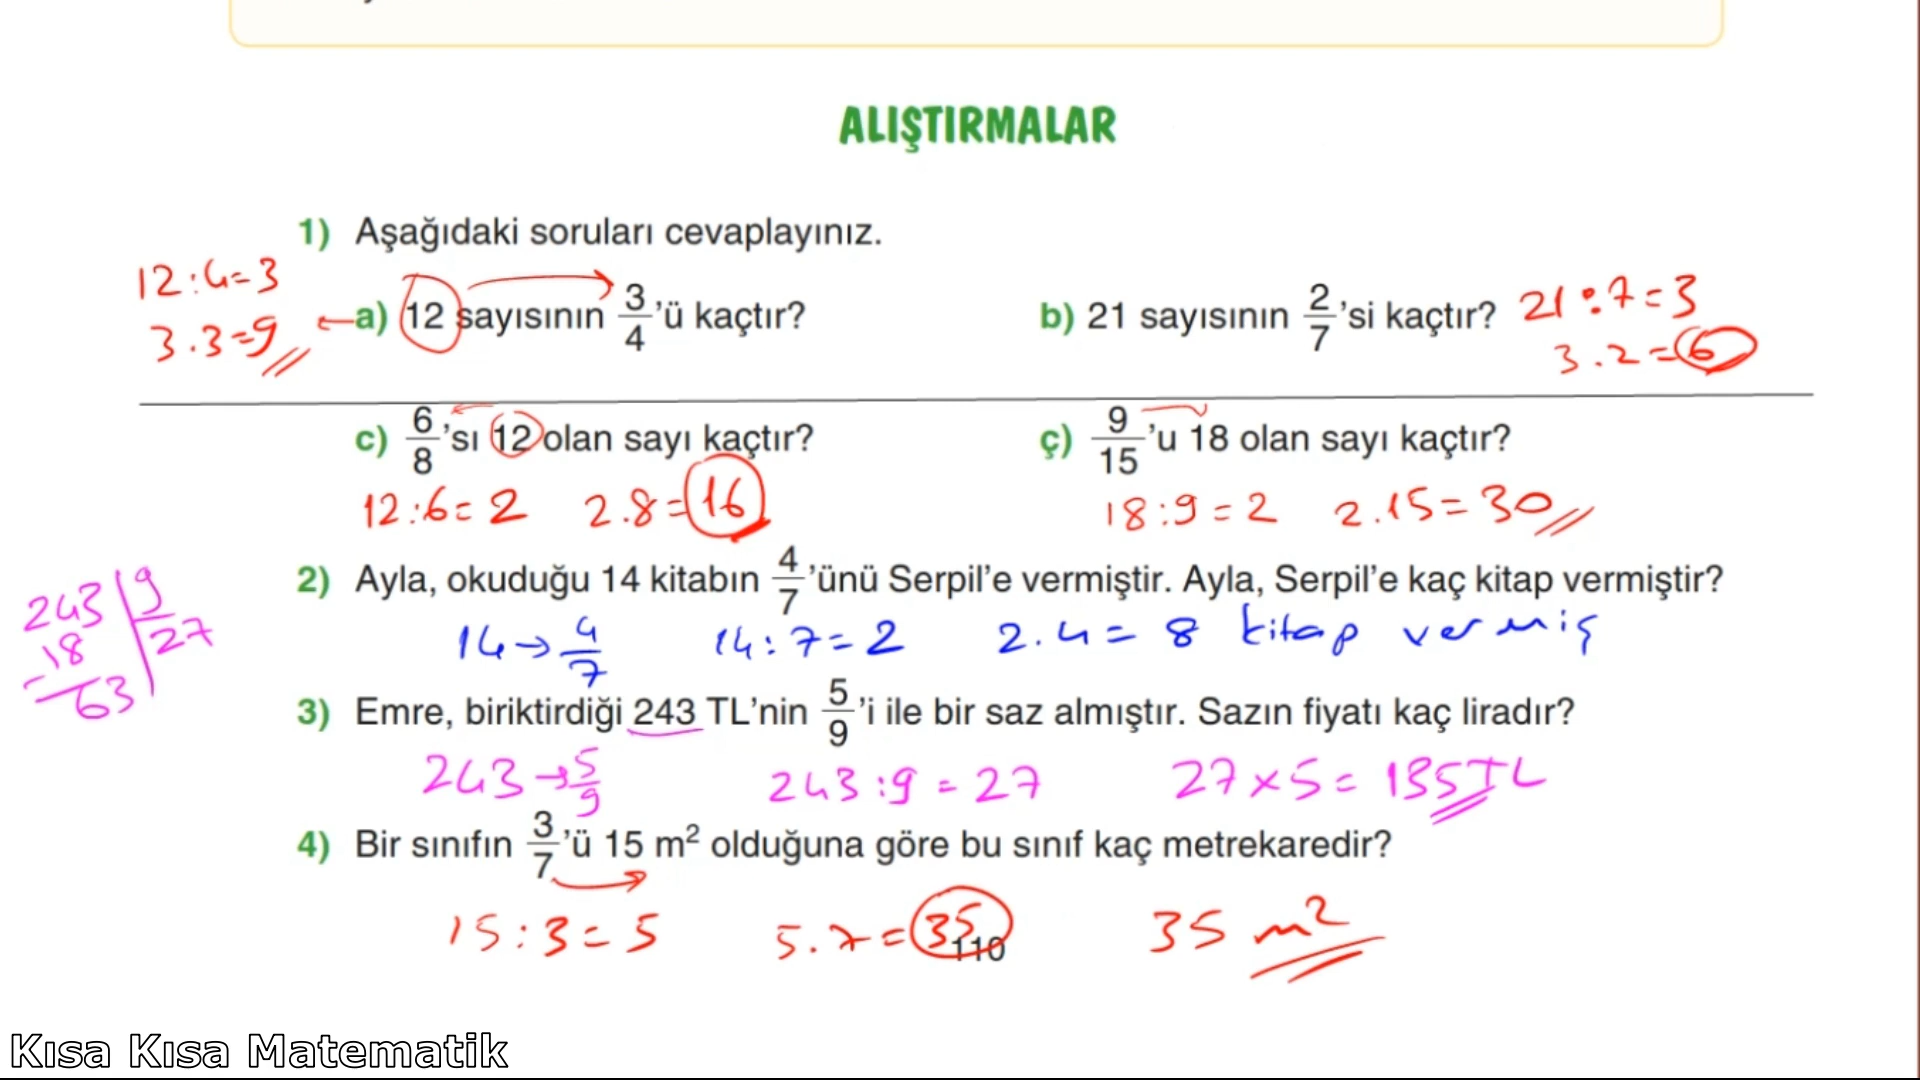 ALIŞTIRMALAR
1) Aşağıdaki soruları cevaplayınız.
12:4=3
3.3=9
a) 12 sayısının 3/4 'ü kaçtır?
b) 21 sayısının 2/7 'si kaçtır?
21:7=3
3.2=6
c) 6/8 'sı 12 olan sayı kaçtır?
12:6=2 2.8=16
ç) 9/15 'u 18 olan sayı kaçtır?
18:9=2 2.15=30
2) Ayla, okuduğu 14 kitabın 4/7 'ünü Serpil'e vermiştir. Ayla, Serpil'e kaç kitap vermiştir?
14→4/7 14:7=2 2.4=8 kitap vermiş
243 9
-18 27
63
3) Emre, biriktirdiği 243 TL'nin 5/9 'i ile bir saz almıştır. Sazın fiyatı kaç liradır?
243→5/9 243:9=27 27x5=135TL
4) Bir sınıfın 3/7 'ü 15 m² olduğuna göre bu sınıf kaç metrekaredir?
15:3=5 5.7=35 35 m²
110
Kısa Kısa Matematik